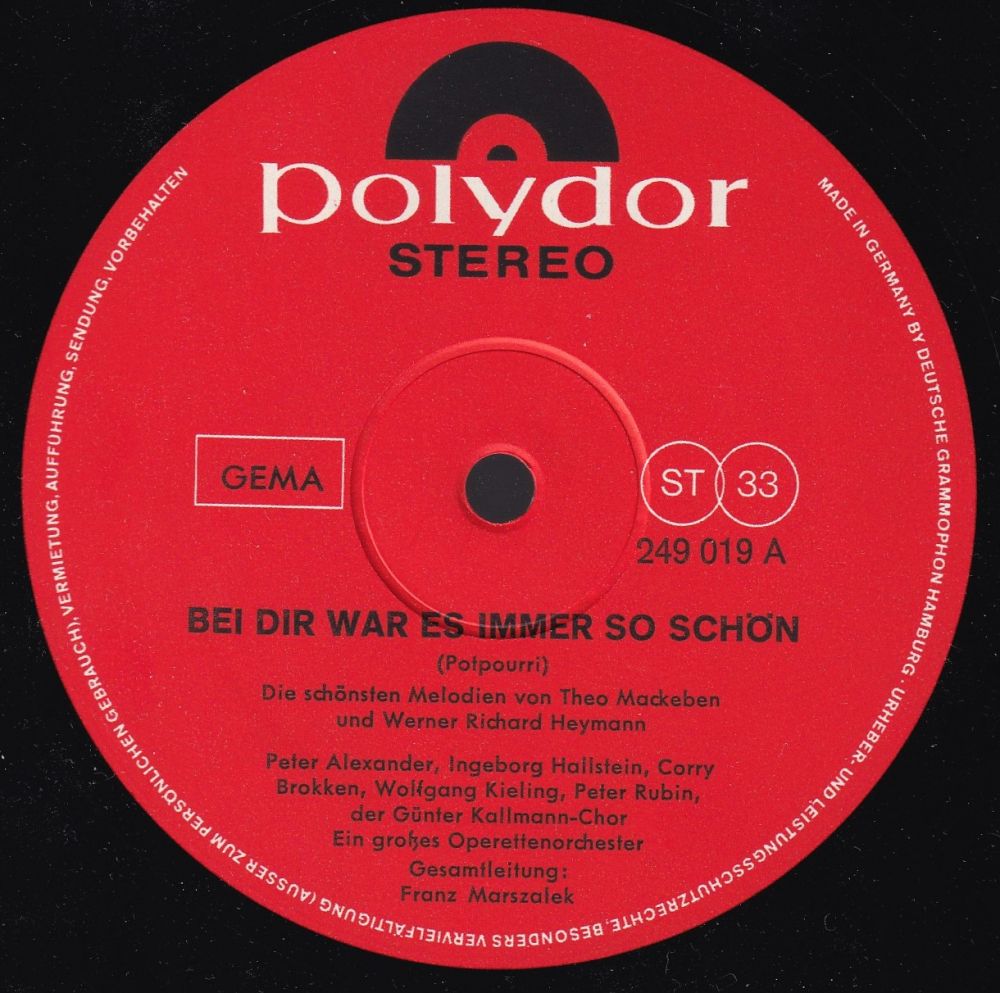 polydor
STEREO
GEMA
ST 33
249 019 A
BEI DIR WAR ES IMMER SO SCHÖN
(Potpourri)
Die schönsten Melodien von Theo Mackeben
und Werner Richard Heymann
Peter Alexander, Ingeborg Hallstein, Corry
Brokken, Wolfgang Kieling, Peter Rubin,
der Günter Kallmann-Chor
Ein großes Operettenorchester
Gesamtleitung:
Franz Marszalek
MADE IN GERMANY BY DEUTSCHE GRAMMOPHON HAMBURG · URHEBER- UND LEISTUNGSSCHUTZRECHTE, BESONDERS VERVIELFÄLTIGUNG (AUSSER ZUM PERSÖNLICHEN GEBRAUCH), VERMIETUNG, AUFFÜHRUNG, SENDUNG, VORBEHALTEN